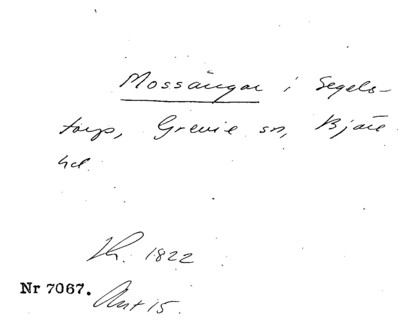 Mossängar i Segels-
torp, Grevie sn, Bjäre
hd.
1822
Nr 7067.